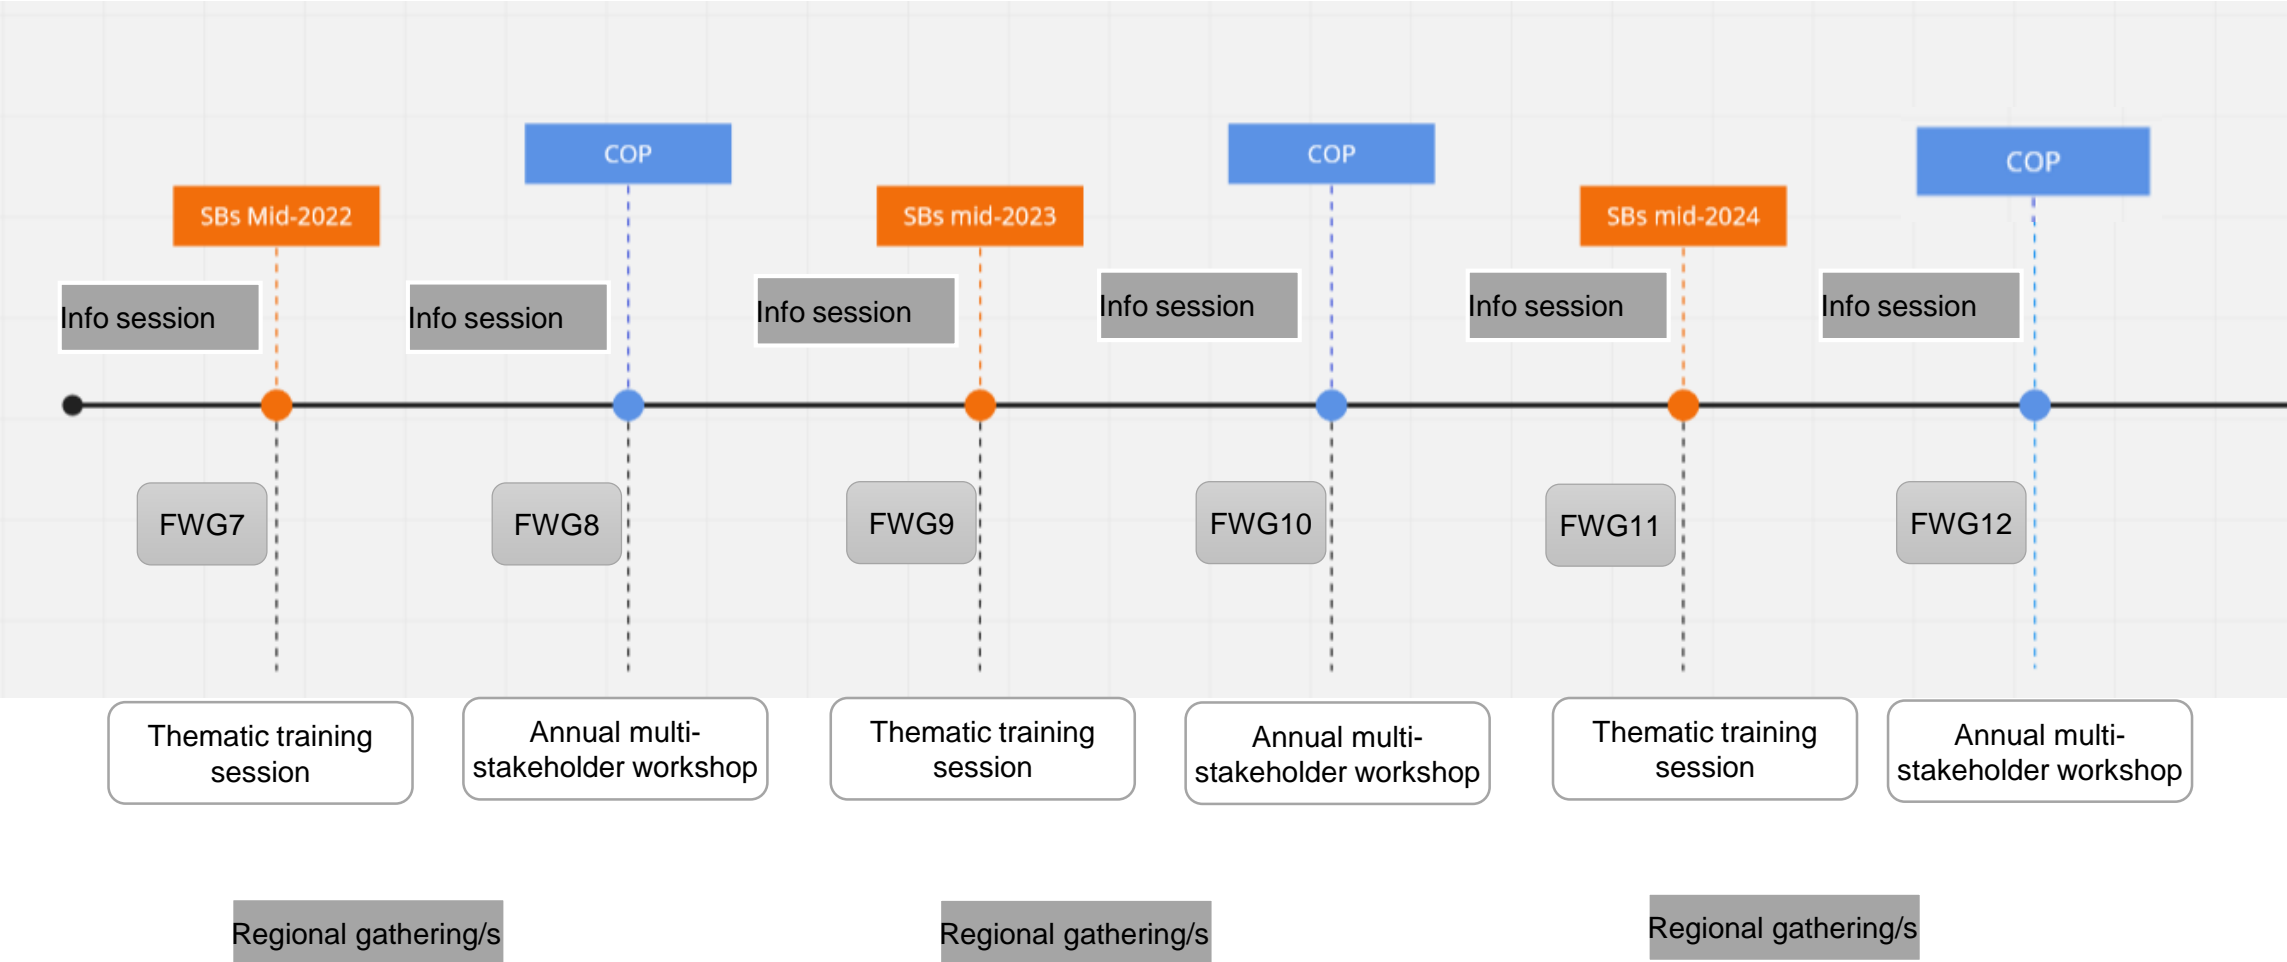 COP
COP
COP
SBs Mid-2022
SBs mid-2023
SBs mid-2024
Info session
Info session
Info session
Info session
Info session
Info session
FWG7
FWG8
FWG9
FWG10
FWG11
FWG12
Thematic training
session
Annual multi-
stakeholder workshop
Thematic training
session
Annual multi-
stakeholder workshop
Thematic training
session
Annual multi-
stakeholder workshop
Regional gathering/s
Regional gathering/s
Regional gathering/s